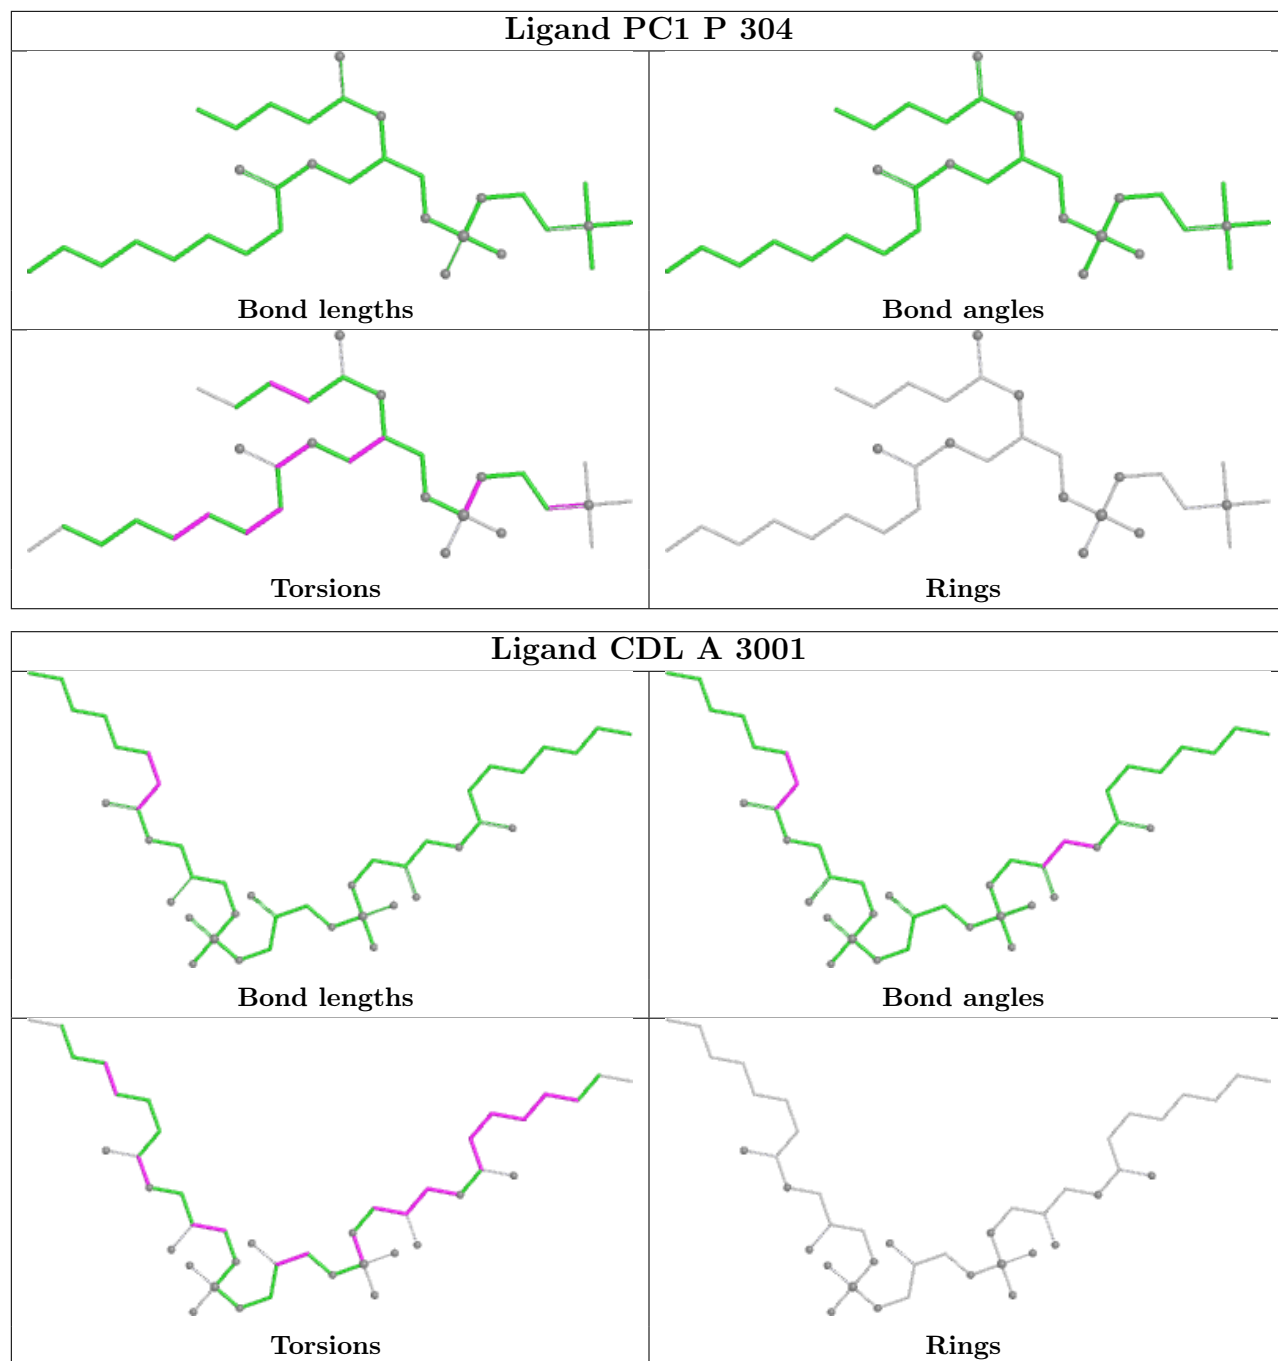 Ligand PC1 P 304
Bond lengths
Bond angles
Torsions
Rings
Ligand CDL A 3001
Bond lengths
Bond angles
Torsions
Rings